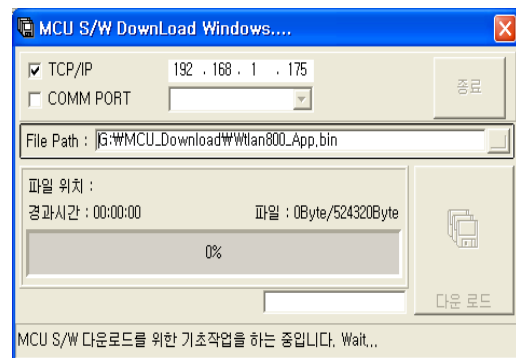 MCU S/W DownLoad Windows....
TCP/IP 192 . 168 . 1 . 175
COMM PORT
종료
File Path : G:₩MCU_Download₩Wtlan800_App.bin
파일 위치 :
경과시간 : 00:00:00 파일 : 0Byte/524320Byte
0%
다운 로드
MCU S/W 다운로드를 위한 기초작업을 하는 중입니다. Wait...